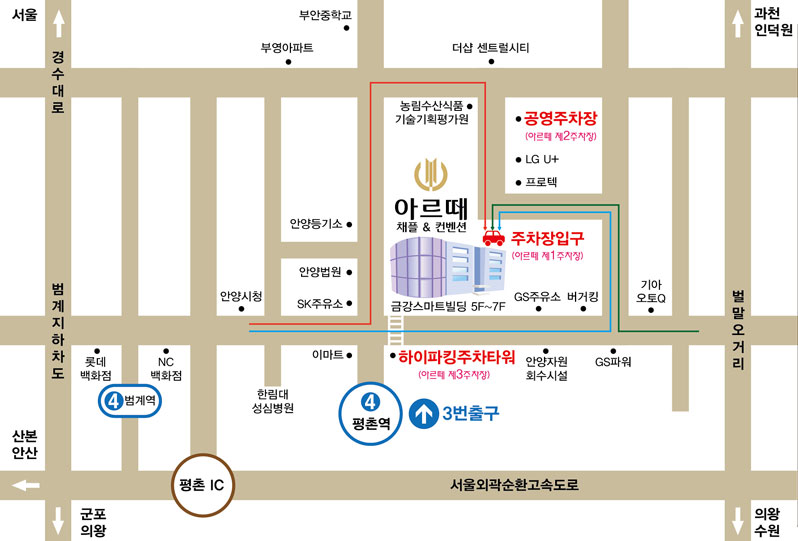 서울
부안중학교
과천
인덕원
부영아파트
더샵 센트럴시티
경수대로
농림수산식품
기술기획평가원
공영주차장
(아르떼 제2주차장)
LG U+
프로텍
아르떼
채플 & 컨벤션
안양등기소
주차장입구
(아르떼 제1주차장)
안양법원
안양시청
SK주유소
금강스마트빌딩 5F~7F
GS주유소
버거킹
기아
오토Q
범계지하차도
벌말오거리
롯데
백화점
NC
백화점
이마트
하이파킹주차타워
(아르떼 제3주차장)
안양자원
회수시설
GS파워
4 범계역
한림대
성심병원
4
평촌역
3번출구
산본
안산
평촌 IC
서울외곽순환고속도로
군포
의왕
의왕
수원